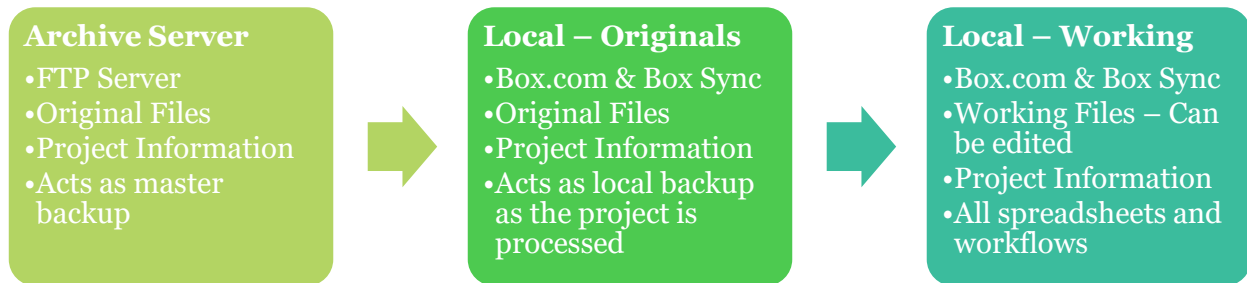 Archive Server
•FTP Server
•Original Files
•Project Information
•Acts as master
backup
Local – Originals
•Box.com & Box Sync
•Original Files
•Project Information
•Acts as local backup
as the project is
processed
Local – Working
•Box.com & Box Sync
•Working Files – Can
be edited
•Project Information
•All spreadsheets and
workflows